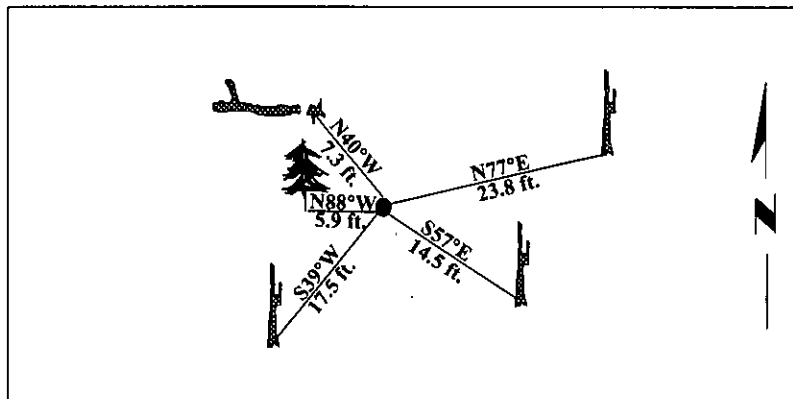 N40°W
7.3 ft.
N77°E
23.8 ft.
N88°W
5.9 ft.
S57°E
14.5 ft.
S39°W
17.5 ft.
N